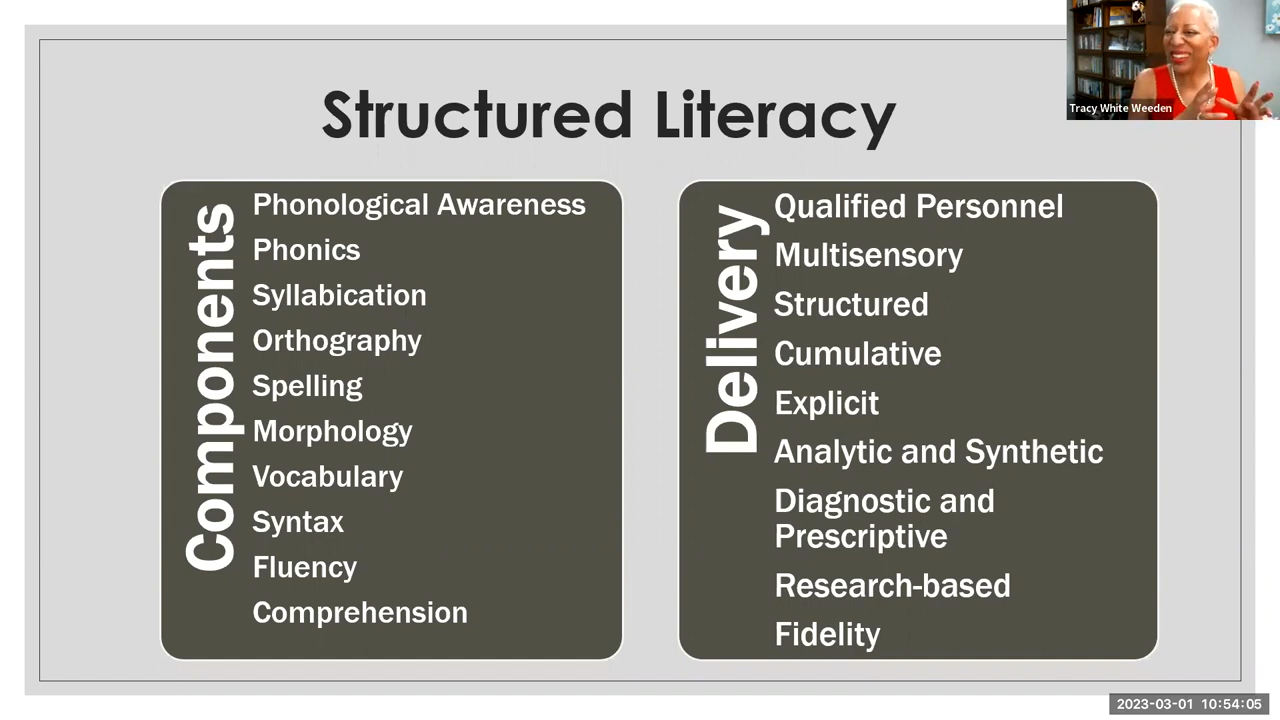 Structured Literacy
Tracy White Weeden
Components
Phonological Awareness
Phonics
Syllabication
Orthography
Spelling
Morphology
Vocabulary
Syntax
Fluency
Comprehension
Delivery
Qualified Personnel
Multisensory
Structured
Cumulative
Explicit
Analytic and Synthetic
Diagnostic and
Prescriptive
Research-based
Fidelity
2023-03-01 10:54:05